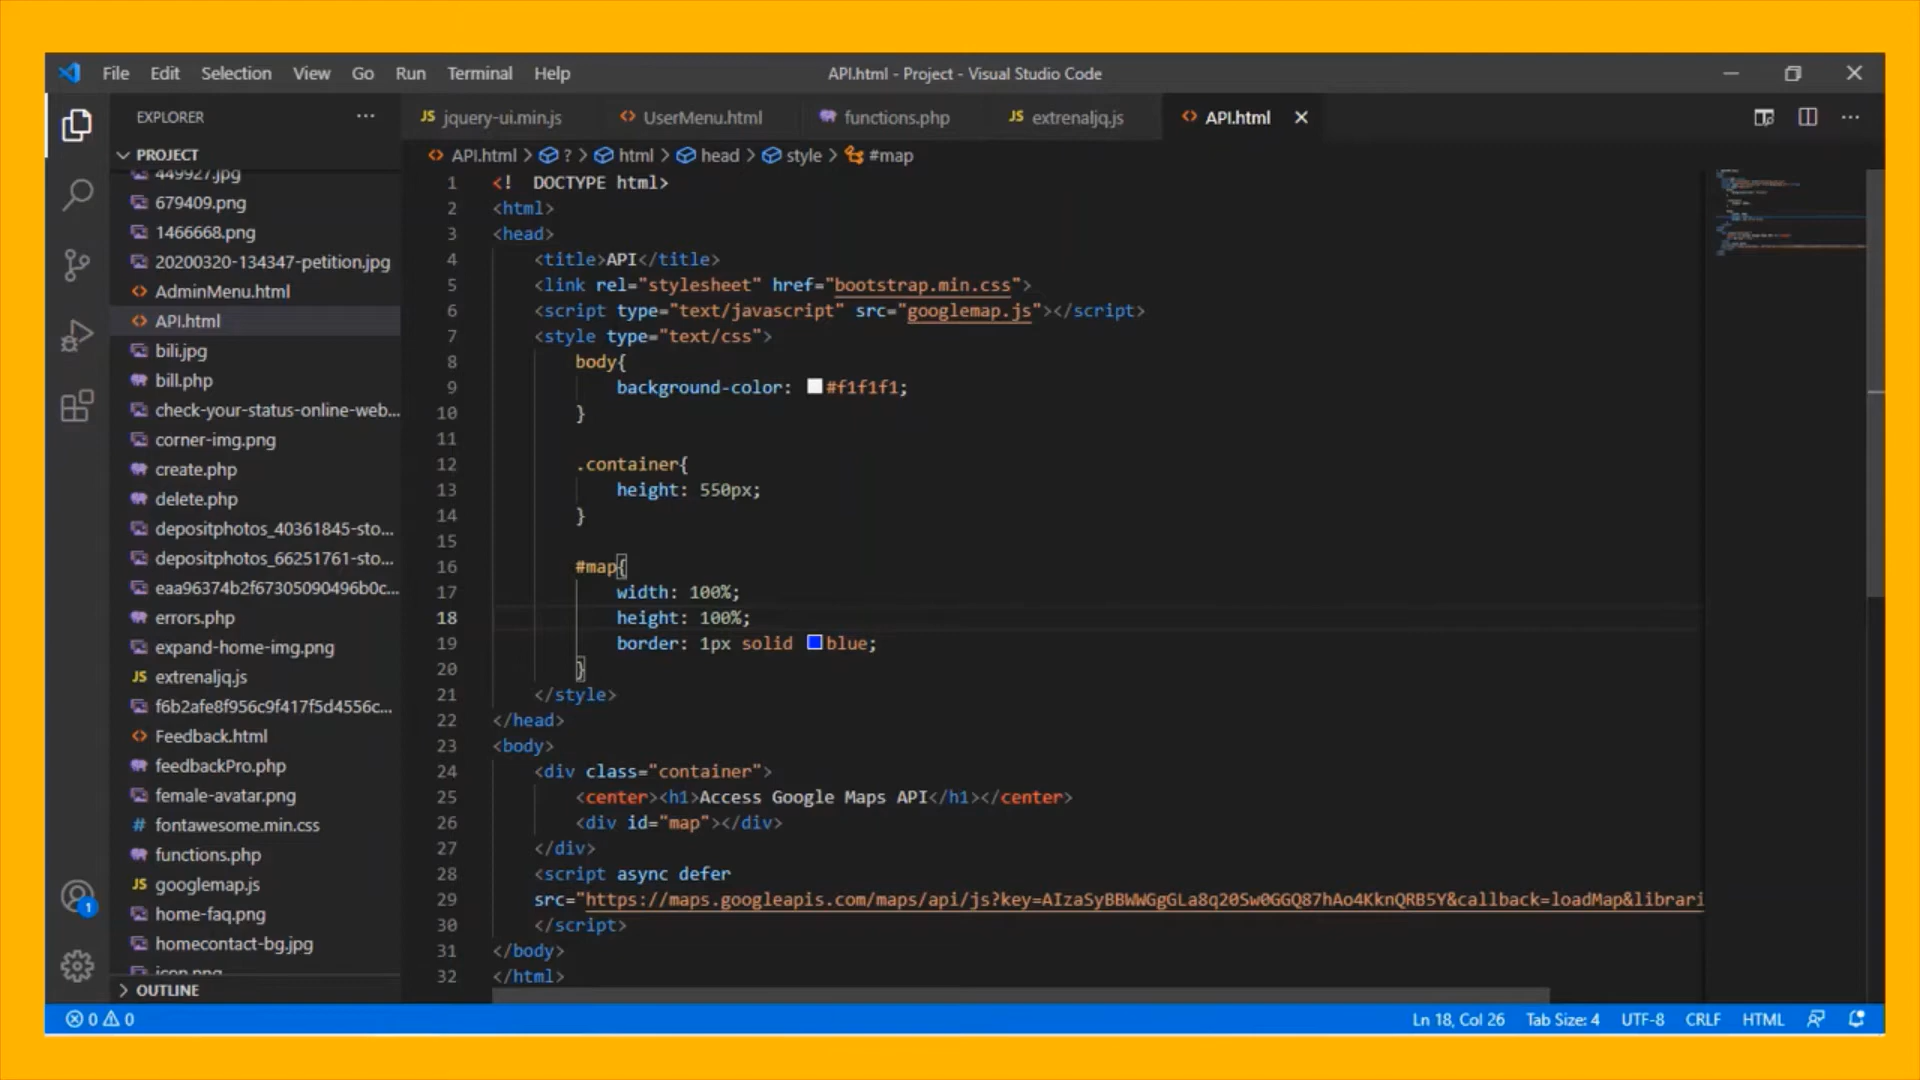 File Edit Selection View Go Run Terminal Help
API.html - Project - Visual Studio Code
EXPLORER
jquery-ui.min.js
UserMenu.html
functions.php
extrenaljq.js
API.html
PROJECT
449927.jpg
679409.png
1466668.png
20200320-134347-petition.jpg
AdminMenu.html
API.html
bili.jpg
bill.php
check-your-status-online-web...
corner-img.png
create.php
delete.php
depositphotos_40361845-sto...
depositphotos_66251761-sto...
eaa96374b2f67305090496b0c...
errors.php
expand-home-img.png
JS extrenaljq.js
f6b2afe8f956c9f417f5d4556c...
Feedback.html
feedbackPro.php
female-avatar.png
# fontawesome.min.css
functions.php
JS googlemap.js
home-faq.png
homecontact-bg.jpg
icon.png
OUTLINE
API.html > ? > html > head > style > #map
1 <! DOCTYPE html>
2 <html>
3 <head>
4 <title>API</title>
5 <link rel="stylesheet" href="bootstrap.min.css">
6 <script type="text/javascript" src="googlemap.js"></script>
7 <style type="text/css">
8 body{
9 background-color: #f1f1f1;
10 }
11
12 .container{
13 height: 550px;
14 }
15
16 #map{
17 width: 100%;
18 height: 100%;
19 border: 1px solid blue;
20 }
21 </style>
22 </head>
23 <body>
24 <div class="container">
25 <center><h1>Access Google Maps API</h1></center>
26 <div id="map"></div>
27 </div>
28 <script async defer
29 src="https://maps.googleapis.com/maps/api/js?key=AIzaSyBBWWGgGLa8q20Sw0GGQ87hAo4KknQRB5Y&callback=loadMap&librari
30 </script>
31 </body>
32 </html>
0 0
Ln 18, Col 26 Tab Size: 4 UTF-8 CRLF HTML